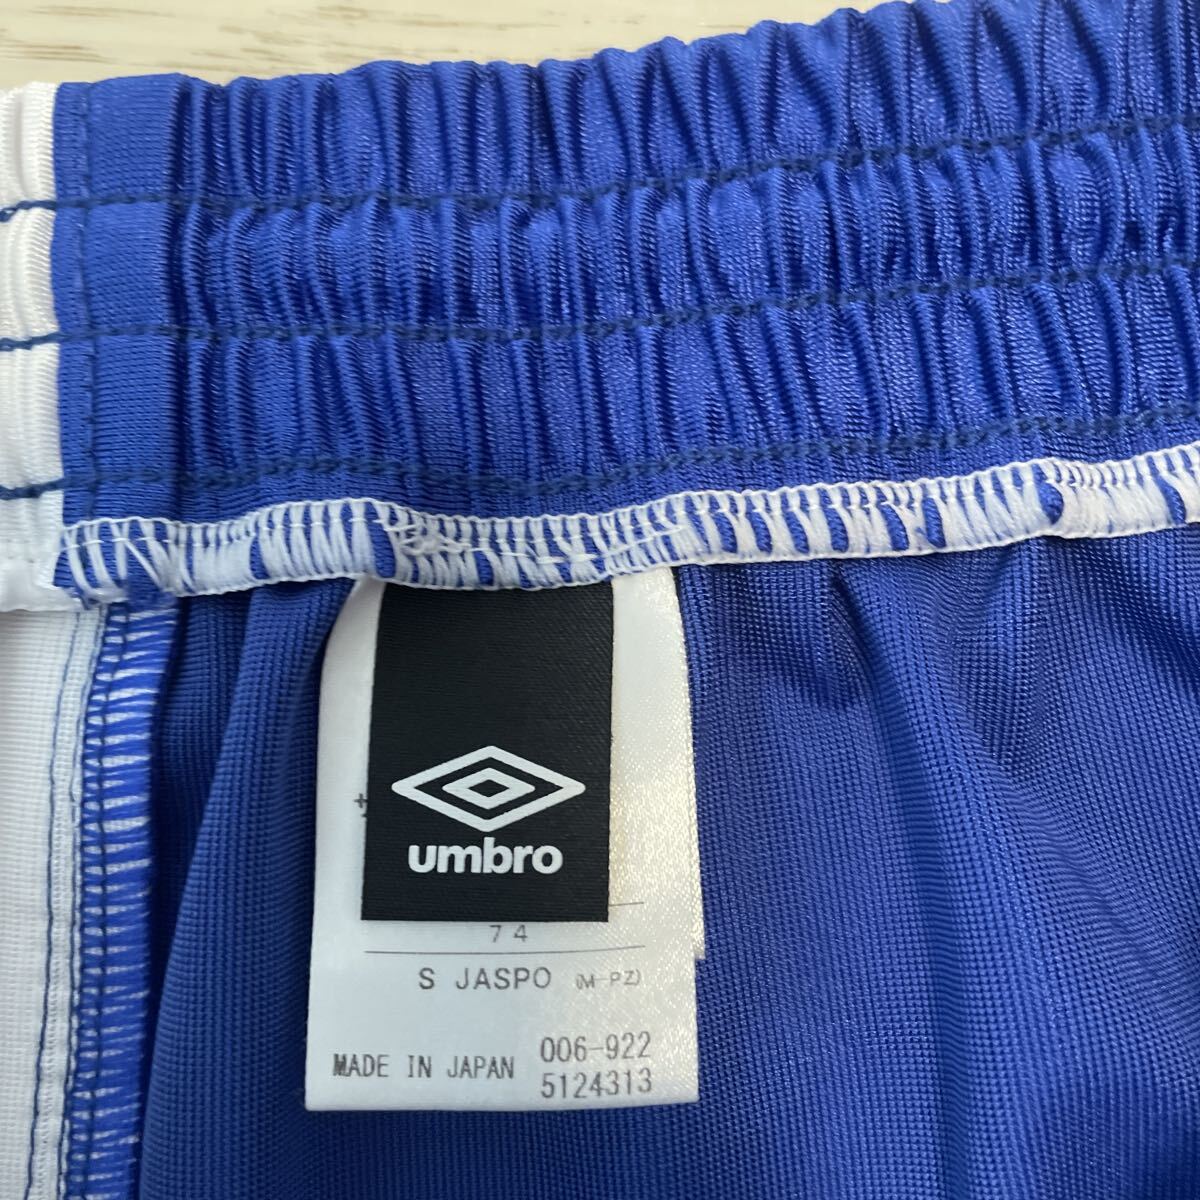 umbro
74
S JASPO (M-PZ)
MADE IN JAPAN 006-922
5124313